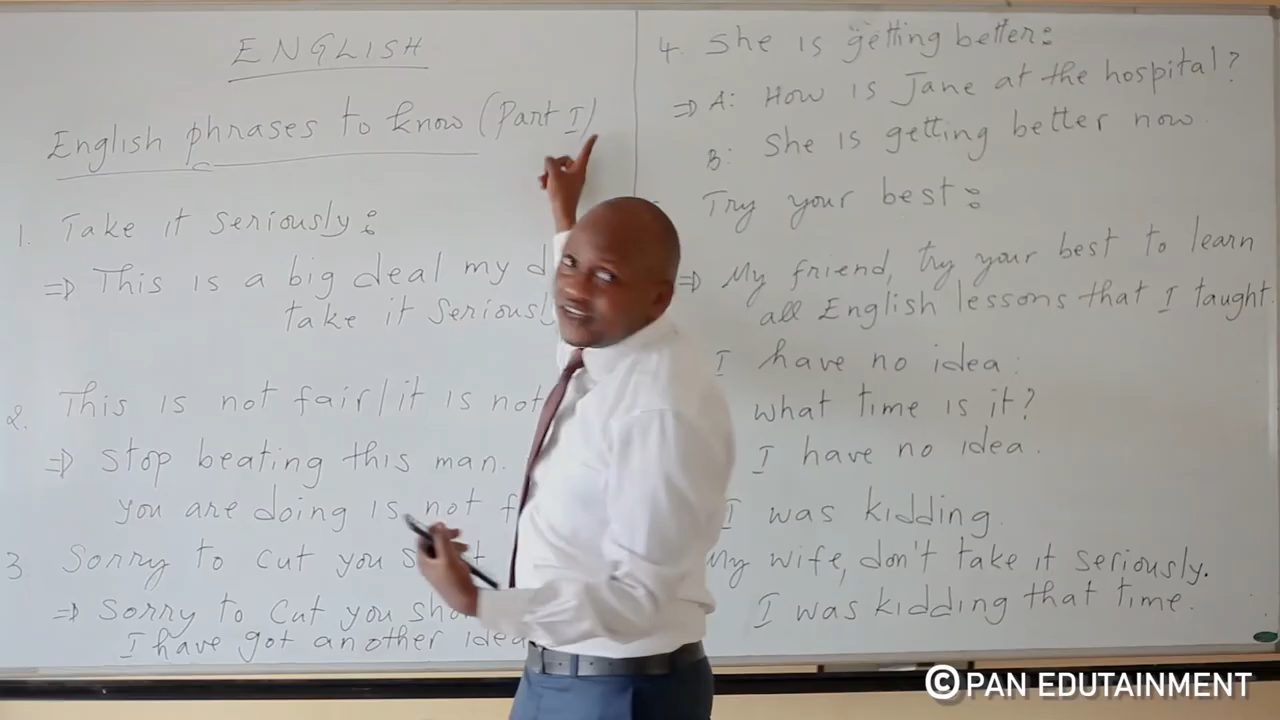 ENGLISH
English phrases to know (Part I)
1. Take it seriously:
⇒ This is a big deal my
take it seriously
2. This is not fair/it is not
⇒ Stop beating this man.
you are doing is not
3. Sorry to cut you
⇒ Sorry to cut you
I have got another idea
4. She is getting better:
⇒ A: How is Jane at the hospital?
B: She is getting better now.
Try your best:
⇒ My friend, try your best to learn
all English lessons that I taught
I have no idea:
what time is it?
I have no idea.
I was kidding.
My wife, don't take it seriously.
I was kidding that time.
© PAN EDUTAINMENT